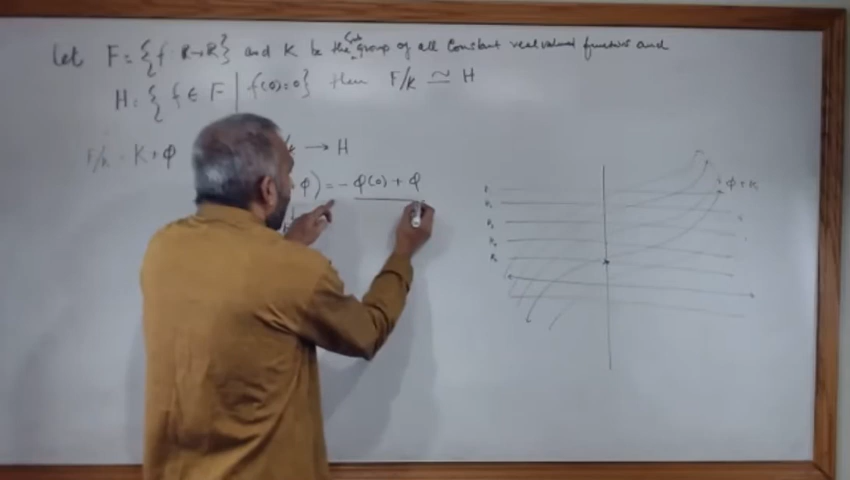 Let F = {f : R→R} and K be the Sub group of all Constant real valued functions and
H = { f ∈ F | f(0)=0} then F/K ≃ H
F/K = K + φ
/K → H
+ φ) = - φ(0) + φ
φ + K